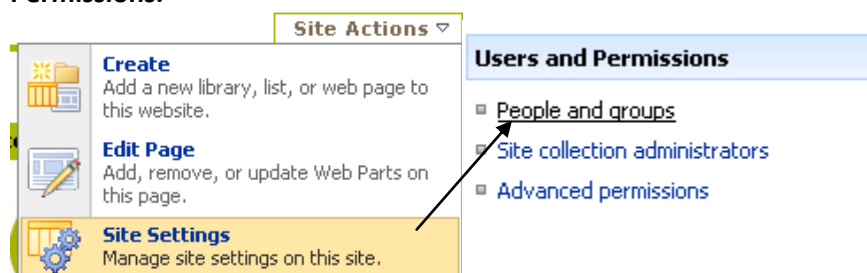 Permissions.
Site Actions
Create
Add a new library, list, or web page to
this website.
Edit Page
Add, remove, or update Web Parts on
this page.
Site Settings
Manage site settings on this site.
Users and Permissions
People and groups
Site collection administrators
Advanced permissions